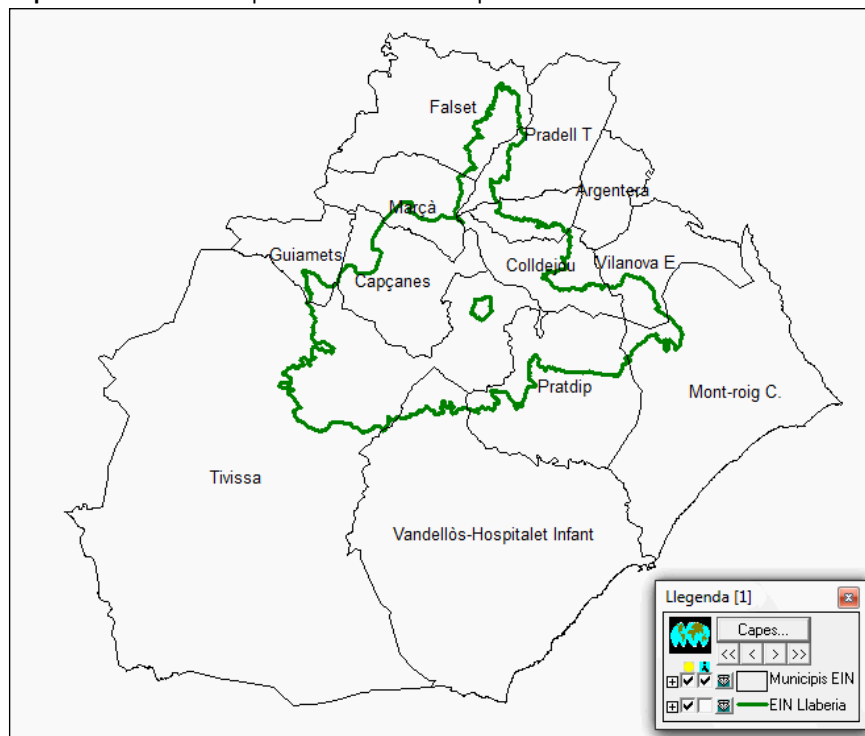 Falset
Pradell T
Argentera
Marçà
Guiamets
Colldejou
Vilanova E
Capçanes
Mont-roig C.
Pratdip
Tivissa
Vandellòs-Hospitalet Infant
Llegenda [1]
Capes...
<< < > >>
Municipis EIN
EIN Llaberia